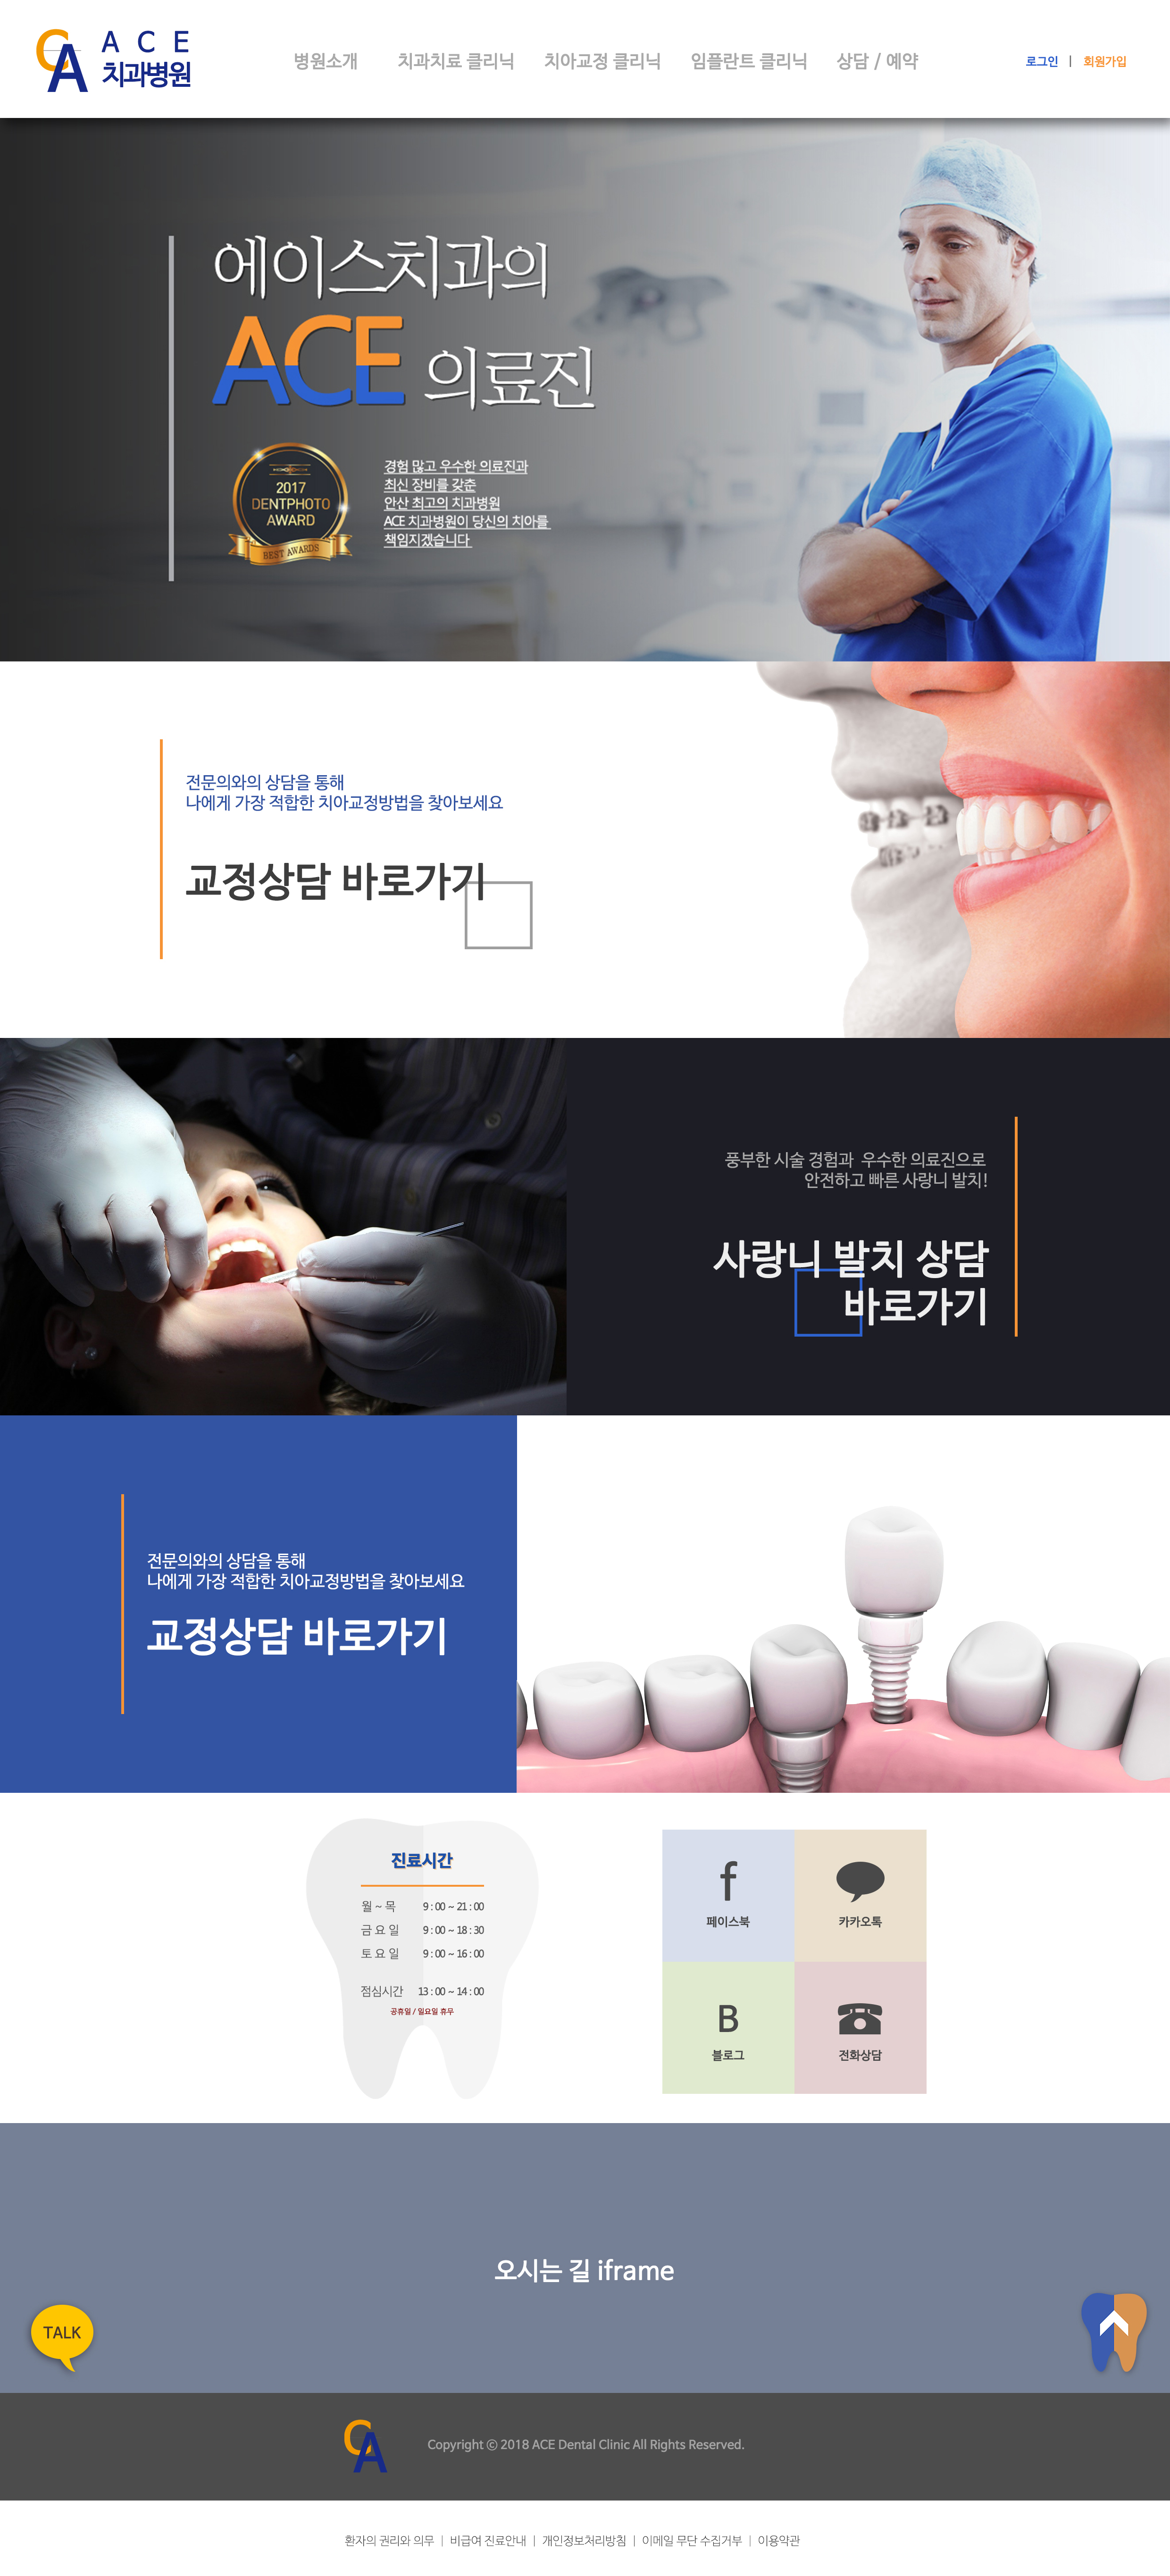 CA
A C E
치과병원
병원소개 치과치료 클리닉 치아교정 클리닉 임플란트 클리닉 상담 / 예약
로그인 | 회원가입
에이스치과의
ACE 의료진
2017
DENTPHOTO
AWARD
BEST AWARDS
경험 많고 우수한 의료진과
최신 장비를 갖춘
안산 최고의 치과병원
ACE 치과병원이 당신의 치아를
책임지겠습니다
전문의와의 상담을 통해
나에게 가장 적합한 치아교정방법을 찾아보세요
교정상담 바로가기
풍부한 시술 경험과 우수한 의료진으로
안전하고 빠른 사랑니 발치!
사랑니 발치 상담
바로가기
전문의와의 상담을 통해
나에게 가장 적합한 치아교정방법을 찾아보세요
교정상담 바로가기
진료시간
월 ~ 목 9 : 00 ~ 21 : 00
금 요 일 9 : 00 ~ 18 : 30
토 요 일 9 : 00 ~ 16 : 00
점심시간 13 : 00 ~ 14 : 00
공휴일 / 일요일 휴무
f
페이스북
카카오톡
B
블로그
전화상담
오시는 길 iframe
TALK
CA
Copyright ⓒ 2018 ACE Dental Clinic All Rights Reserved.
환자의 권리와 의무 | 비급여 진료안내 | 개인정보처리방침 | 이메일 무단 수집거부 | 이용약관